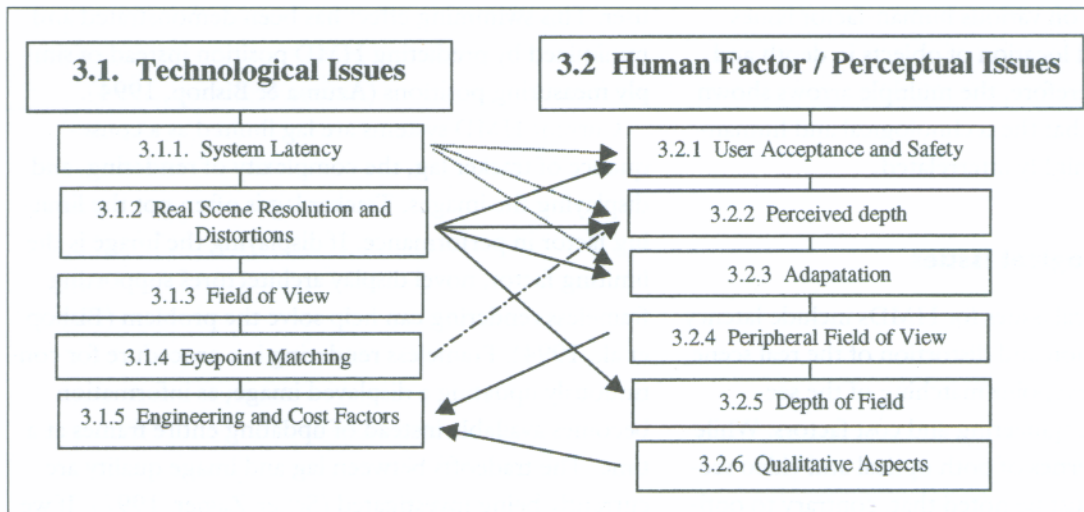 3.1. Technological Issues
3.1.1. System Latency
3.1.2 Real Scene Resolution and
Distortions
3.1.3 Field of View
3.1.4 Eyepoint Matching
3.1.5 Engineering and Cost Factors
3.2 Human Factor / Perceptual Issues
3.2.1 User Acceptance and Safety
3.2.2 Perceived depth
3.2.3 Adapatation
3.2.4 Peripheral Field of View
3.2.5 Depth of Field
3.2.6 Qualitative Aspects